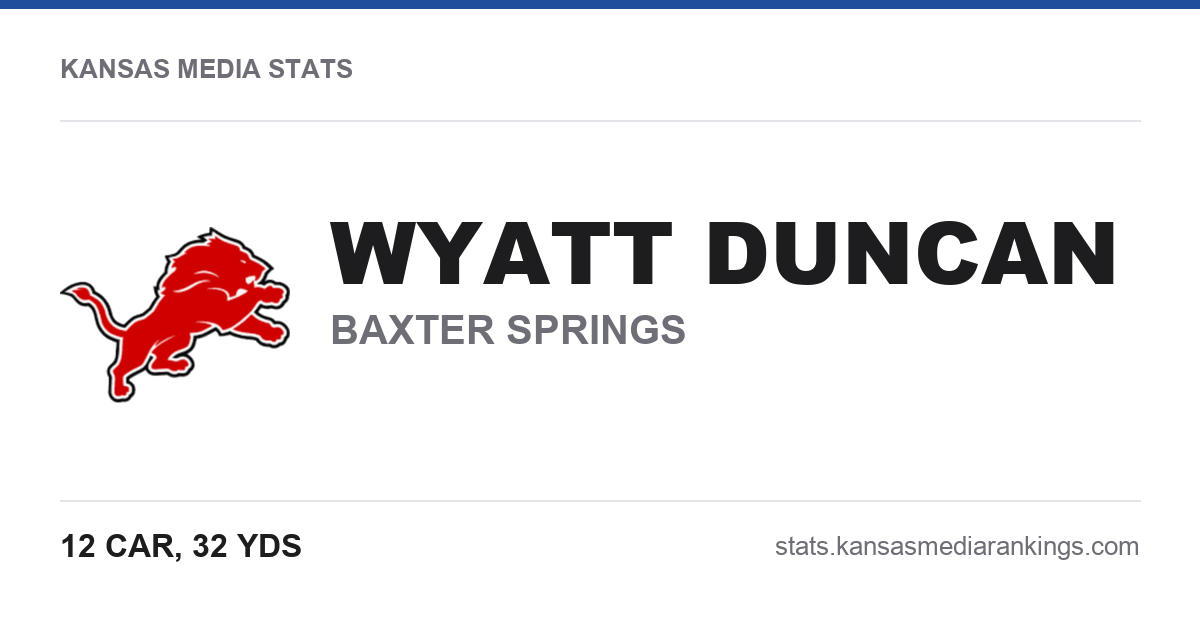 KANSAS MEDIA STATS
WYATT DUNCAN
BAXTER SPRINGS
12 CAR, 32 YDS
stats.kansasmediarankings.com